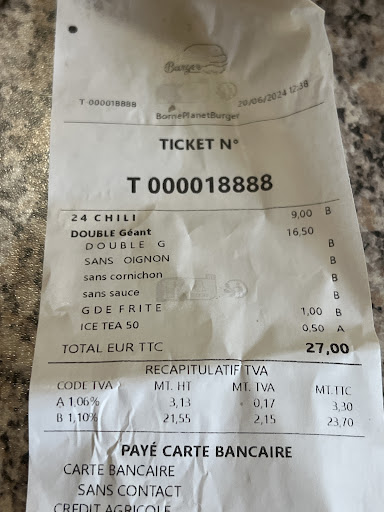 Burger
T-000018888 20/06/2024 12:38
BornePlanetBurger
TICKET N°
T 000018888
24 CHILI 9,00 B
DOUBLE Géant 16,50
DOUBLE G B
SANS OIGNON B
sans cornichon B
sans sauce B
GDE FRITE 1,00 B
ICE TEA 50 0,50 A
TOTAL EUR TTC 27,00
RECAPITULATIF TVA
CODE TVA MT. HT MT. TVA MT.TTC
A 1,06% 3,13 0,17 3,30
B 1,10% 21,55 2,15 23,70
PAYÉ CARTE BANCAIRE
CARTE BANCAIRE
SANS CONTACT
CREDIT AGRICOLE